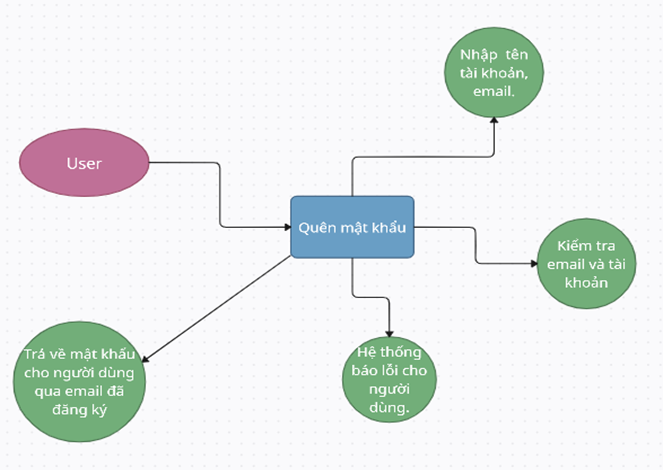 Nhập tên
tài khoản,
email.
User
Quên mật khẩu
Kiểm tra
email và tài
khoản
Trả về mật khẩu
cho người dùng
qua email đã
đăng ký
Hệ thống
báo lỗi cho
người
dùng.